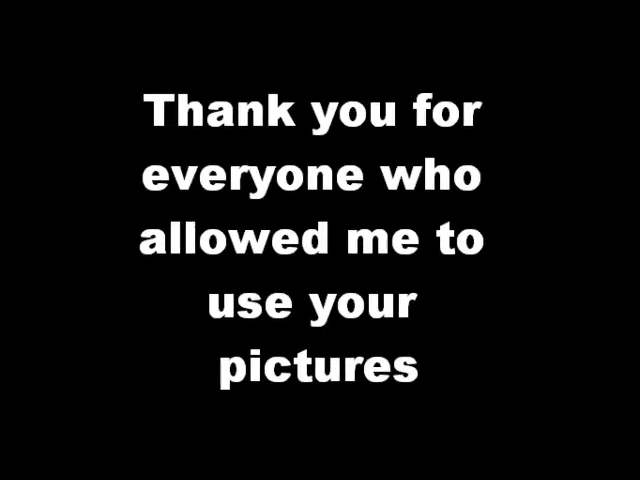 Thank you for
everyone who
allowed me to
use your
pictures